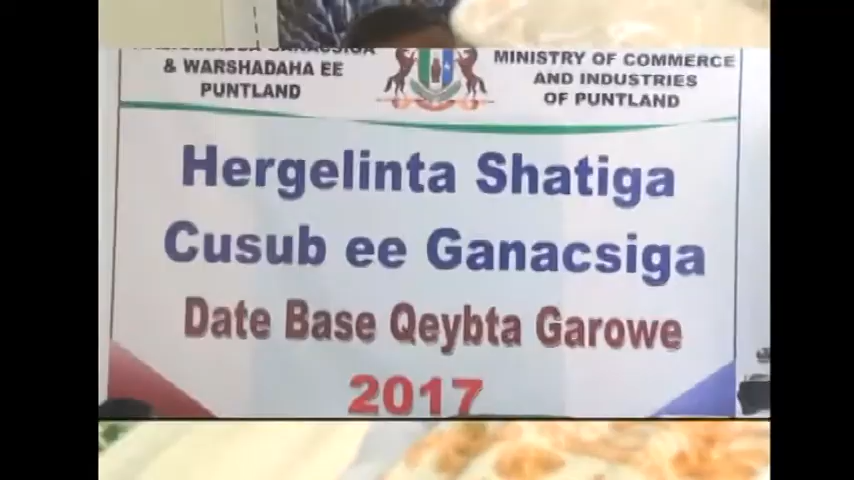 & WARSHADAHA EE
PUNTLAND
MINISTRY OF COMMERCE
AND INDUSTRIES
OF PUNTLAND
Hergelinta Shatiga
Cusub ee Ganacsiga
Date Base Qeybta Garowe
2017